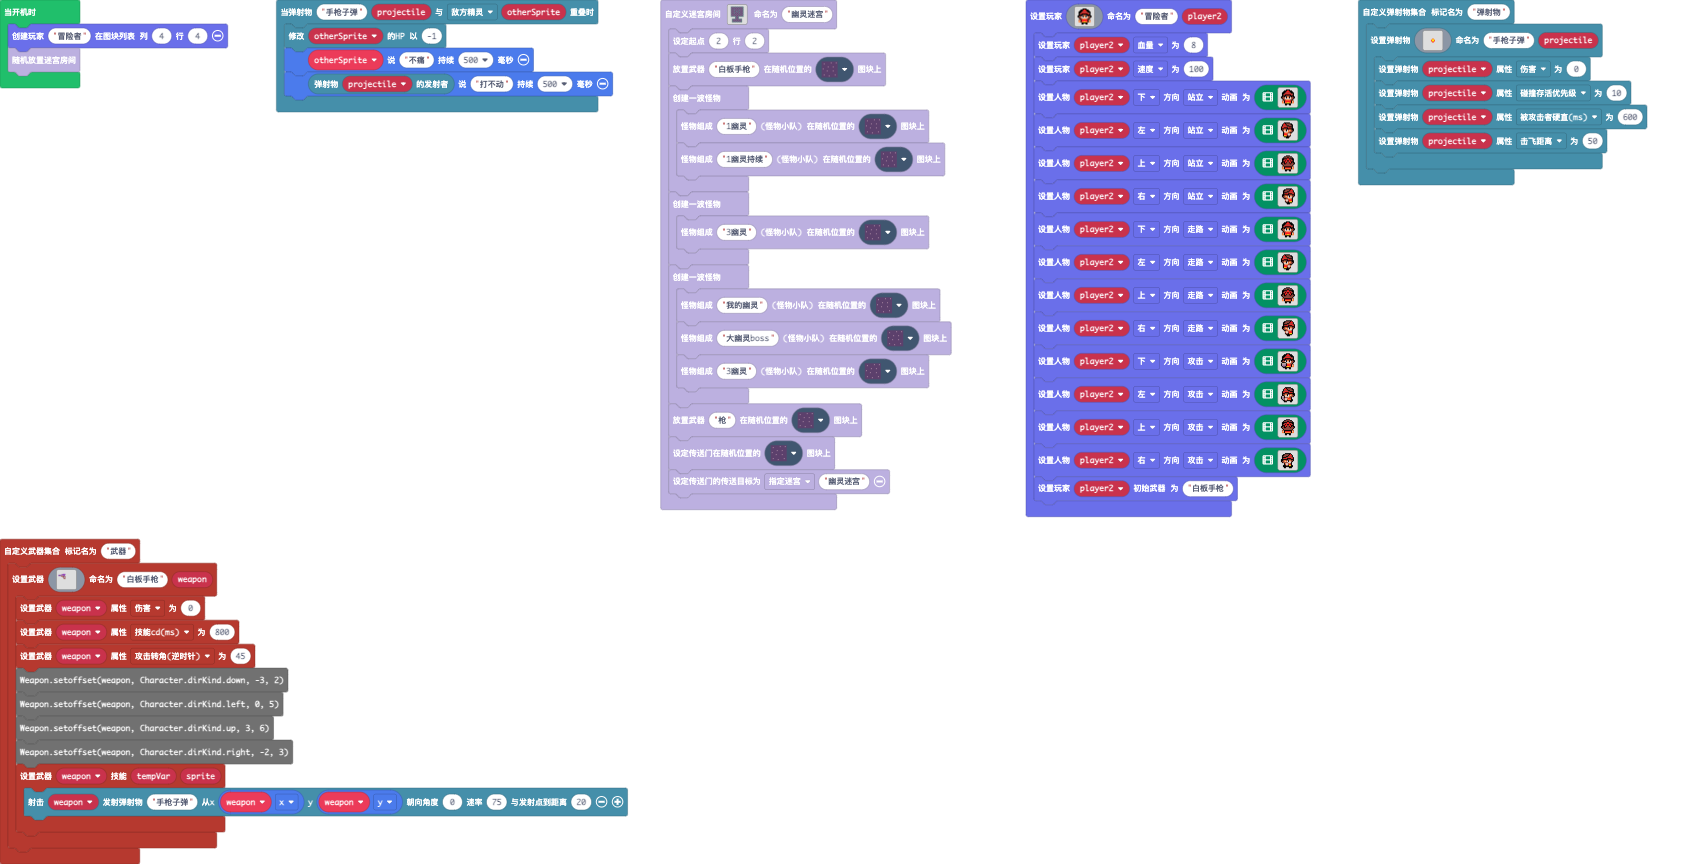 当开机时
创建玩家 "冒险者" 在图块列表 列 4 行 4
随机放置迷宫房间
当弹射物 "手枪子弹" projectile 与 敌方精灵 otherSprite 重叠时
修改 otherSprite 的HP 以 -1
otherSprite 说 "不痛" 持续 500 毫秒
弹射物 projectile 的发射者 说 "打不动" 持续 500 毫秒
自定义迷宫房间 命名为 "幽灵迷宫"
设定起点 2 行 2
放置武器 "白板手枪" 在随机位置的 图块上
创建一波怪物
怪物组成 "1幽灵" (怪物小队) 在随机位置的 图块上
怪物组成 "1幽灵持续" (怪物小队) 在随机位置的 图块上
创建一波怪物
怪物组成 "3幽灵" (怪物小队) 在随机位置的 图块上
创建一波怪物
怪物组成 "我的幽灵" (怪物小队) 在随机位置的 图块上
怪物组成 "大幽灵boss" (怪物小队) 在随机位置的 图块上
怪物组成 "3幽灵" (怪物小队) 在随机位置的 图块上
放置武器 "枪" 在随机位置的 图块上
设定传送门在随机位置的 图块上
设定传送门的传送目标为 指定迷宫 "幽灵迷宫"
设置玩家 命名为 "冒险者" player2
设置玩家 player2 血量 为 8
设置玩家 player2 速度 为 100
设置人物 player2 下 方向 站立 动画 为
设置人物 player2 左 方向 站立 动画 为
设置人物 player2 上 方向 站立 动画 为
设置人物 player2 右 方向 站立 动画 为
设置人物 player2 下 方向 走路 动画 为
设置人物 player2 左 方向 走路 动画 为
设置人物 player2 上 方向 走路 动画 为
设置人物 player2 右 方向 走路 动画 为
设置人物 player2 下 方向 攻击 动画 为
设置人物 player2 左 方向 攻击 动画 为
设置人物 player2 上 方向 攻击 动画 为
设置人物 player2 右 方向 攻击 动画 为
设置玩家 player2 初始武器 为 "白板手枪"
自定义弹射物集合 标记名为 "弹射物"
设置弹射物 命名为 "手枪子弹" projectile
设置弹射物 projectile 属性 伤害 为 0
设置弹射物 projectile 属性 碰撞存活优先级 为 10
设置弹射物 projectile 属性 被攻击者硬直(ms) 为 600
设置弹射物 projectile 属性 击飞距离 为 50
自定义武器集合 标记名为 "武器"
设置武器 命名为 "白板手枪" weapon
设置武器 weapon 属性 伤害 为 0
设置武器 weapon 属性 技能cd(ms) 为 800
设置武器 weapon 属性 攻击转角(逆时针) 为 45
Weapon.setoffset(weapon, Character.dirKind.down, -3, 2)
Weapon.setoffset(weapon, Character.dirKind.left, 0, 5)
Weapon.setoffset(weapon, Character.dirKind.up, 3, 6)
Weapon.setoffset(weapon, Character.dirKind.right, -2, 3)
设置武器 weapon 技能 tempVar sprite
射击 weapon 发射弹射物 "手枪子弹" 从x weapon x y weapon y 朝向角度 0 速率 75 与发射点到距离 20